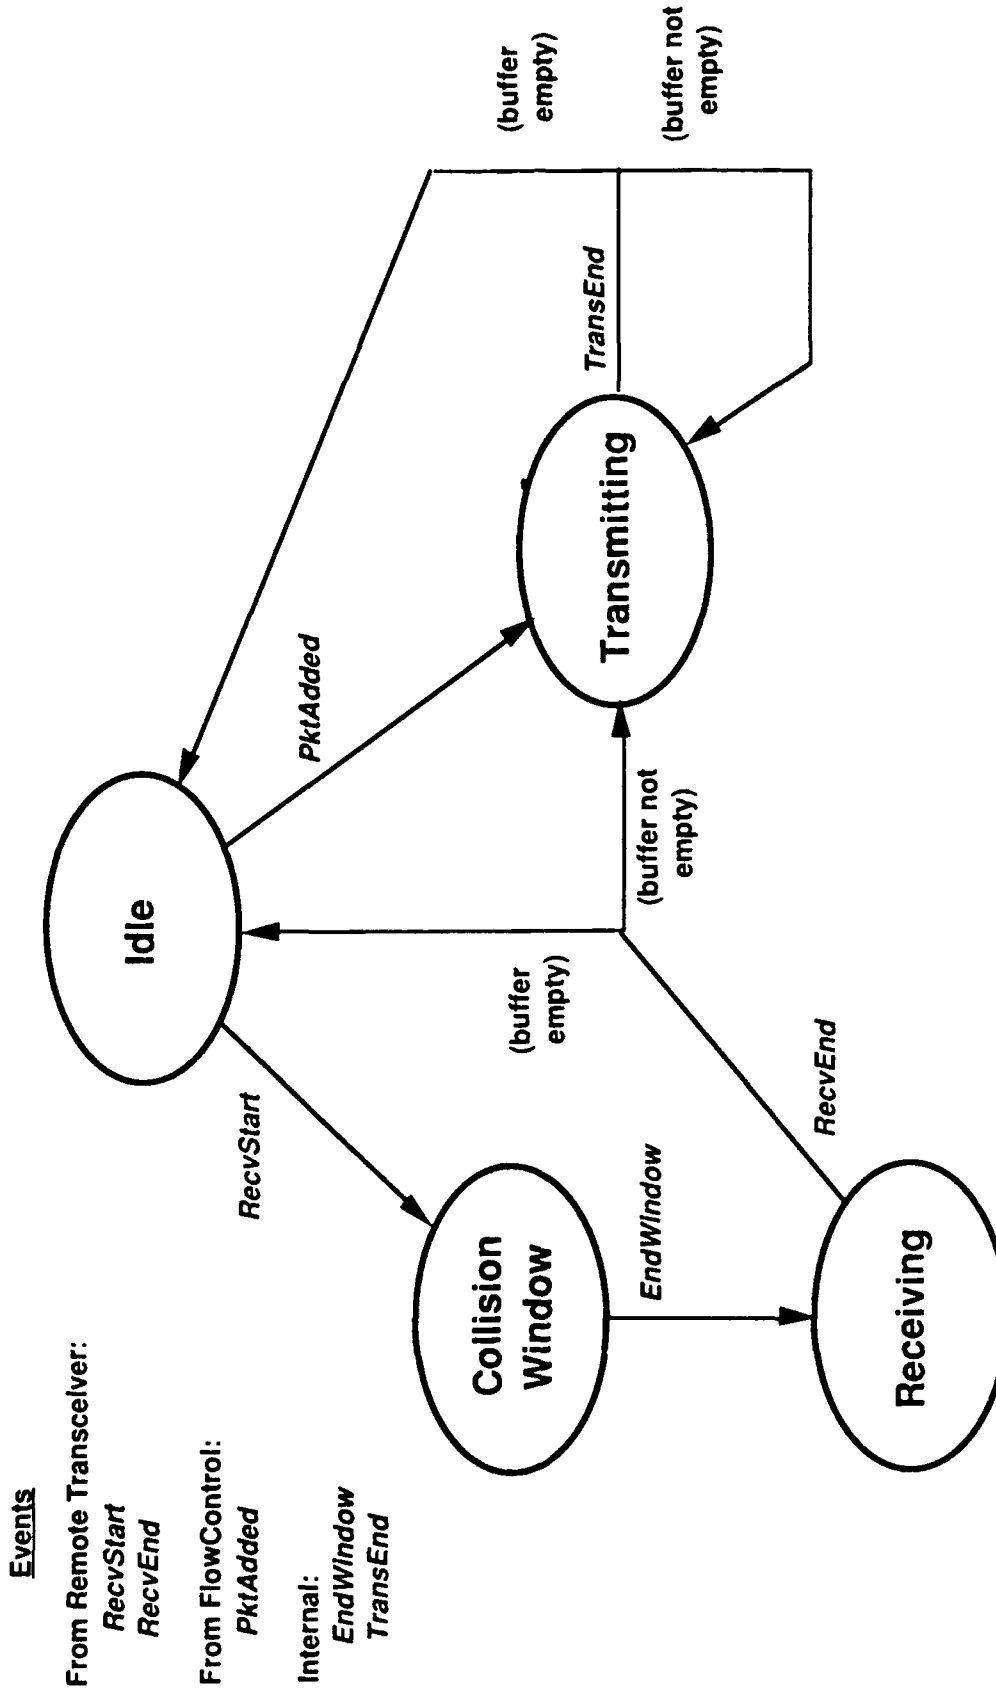 Events
From Remote Transceiver:
RecvStart
RecvEnd
From FlowControl:
PktAdded
Internal:
EndWindow
TransEnd
Idle
RecvStart
PktAdded
Collision
Window
(buffer
empty)
(buffer
empty)
EndWindow
(buffer not
empty)
Transmitting
TransEnd
(buffer not
empty)
RecvEnd
Receiving